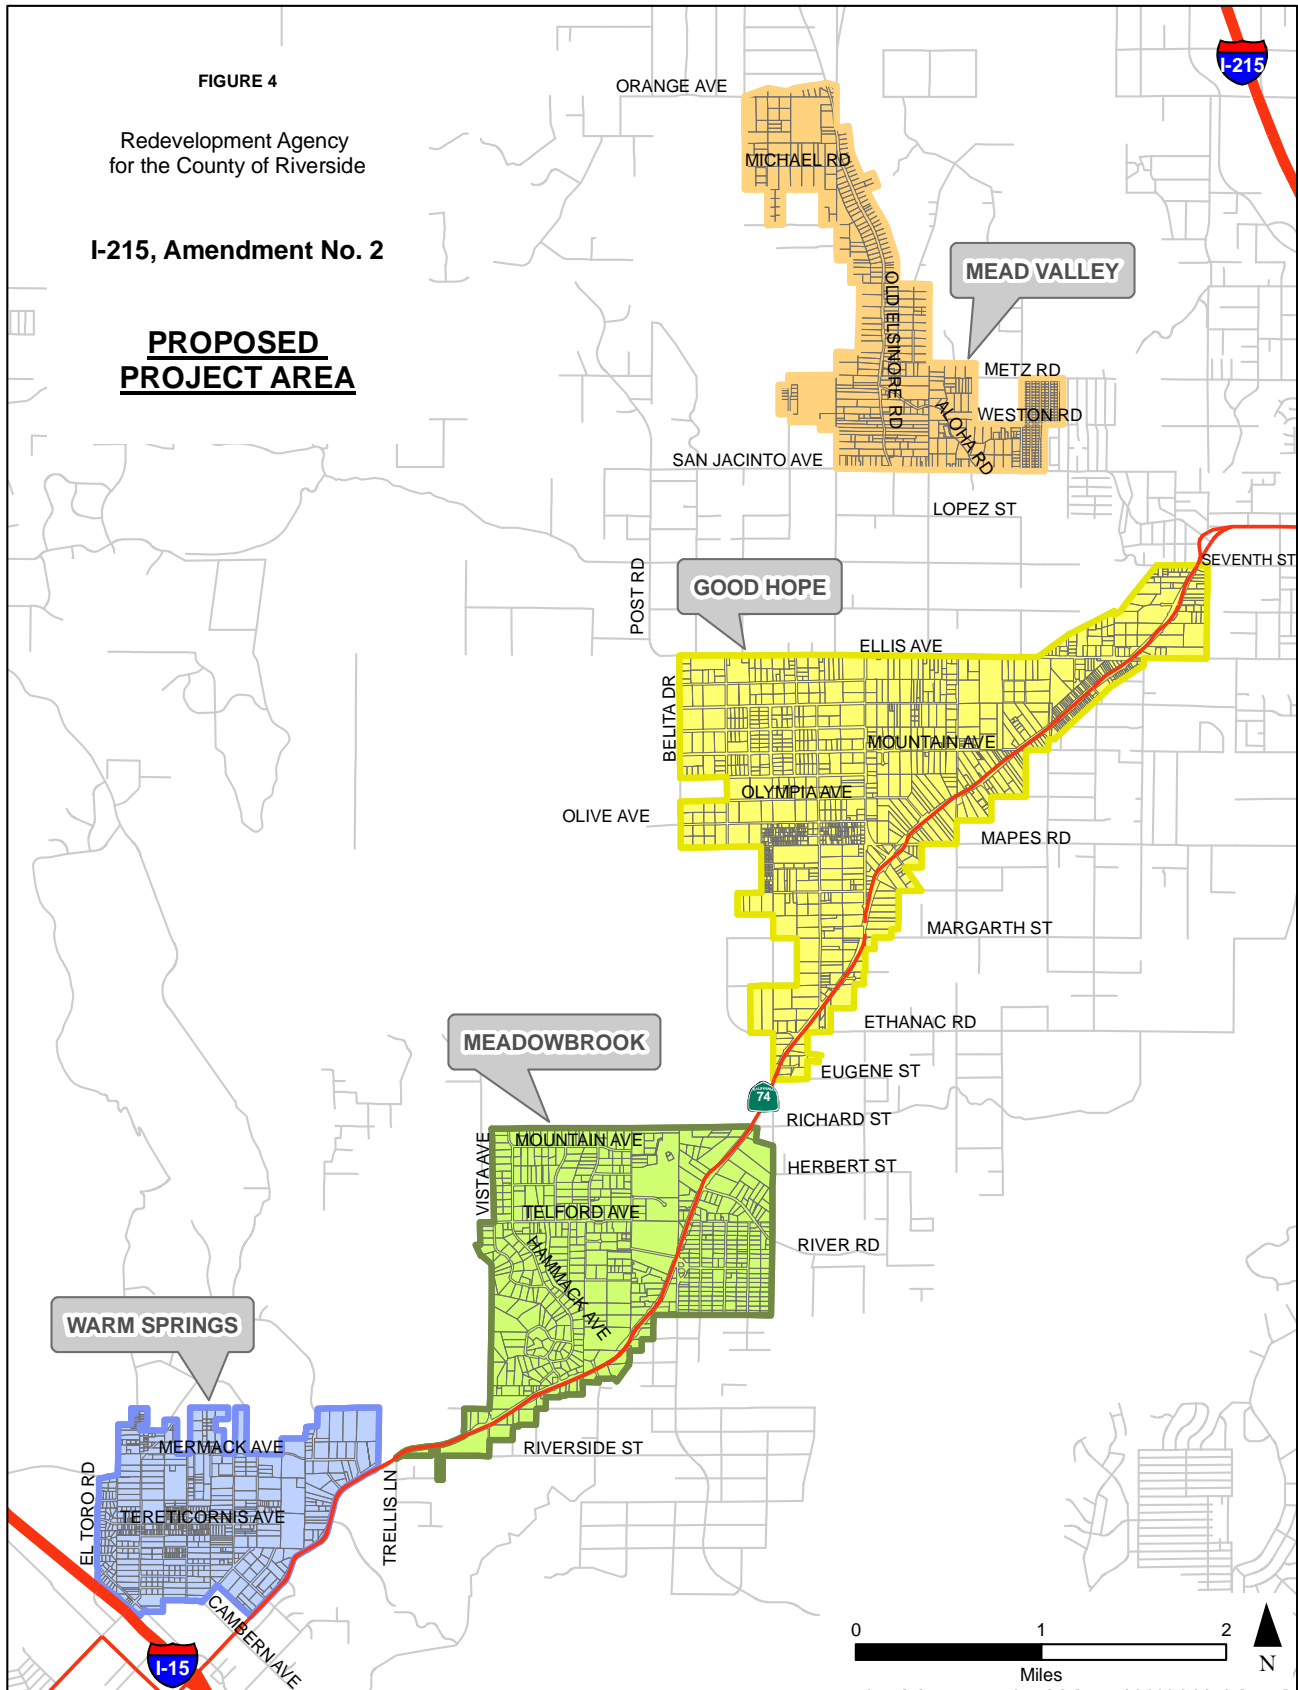 FIGURE 4
Redevelopment Agency
for the County of Riverside
I-215, Amendment No. 2
PROPOSED
PROJECT AREA
I-215
ORANGE AVE
MICHAEL RD
MEAD VALLEY
OLD ELSINORE RD
METZ RD
WESTON RD
ALOHA RD
SAN JACINTO AVE
LOPEZ ST
SEVENTH ST
POST RD
GOOD HOPE
ELLIS AVE
BELITA DR
MOUNTAIN AVE
OLYMPIA AVE
OLIVE AVE
MAPES RD
MARGARTH ST
ETHANAC RD
MEADOWBROOK
EUGENE ST
74
RICHARD ST
MOUNTAIN AVE
VISTA AVE
HERBERT ST
TELFORD AVE
HAMMACK AVE
RIVER RD
WARM SPRINGS
MERMACK AVE
RIVERSIDE ST
EL TORO RD
TERETICORNIS AVE
TRELLIS LN
CAMBERN AVE
I-15
0 1 2
Miles
N